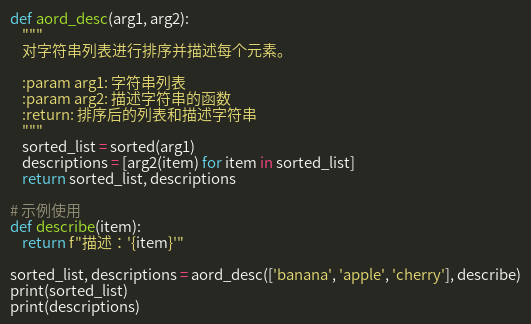 def aord_desc(arg1, arg2):
    """
    对字符串列表进行排序并描述每个元素。

    :param arg1: 字符串列表
    :param arg2: 描述字符串的函数
    :return: 排序后的列表和描述字符串
    """
    sorted_list = sorted(arg1)
    descriptions = [arg2(item) for item in sorted_list]
    return sorted_list, descriptions

# 示例使用
def describe(item):
    return f"描述：'{item}'"

sorted_list, descriptions = aord_desc(['banana', 'apple', 'cherry'], describe)
print(sorted_list)
print(descriptions)